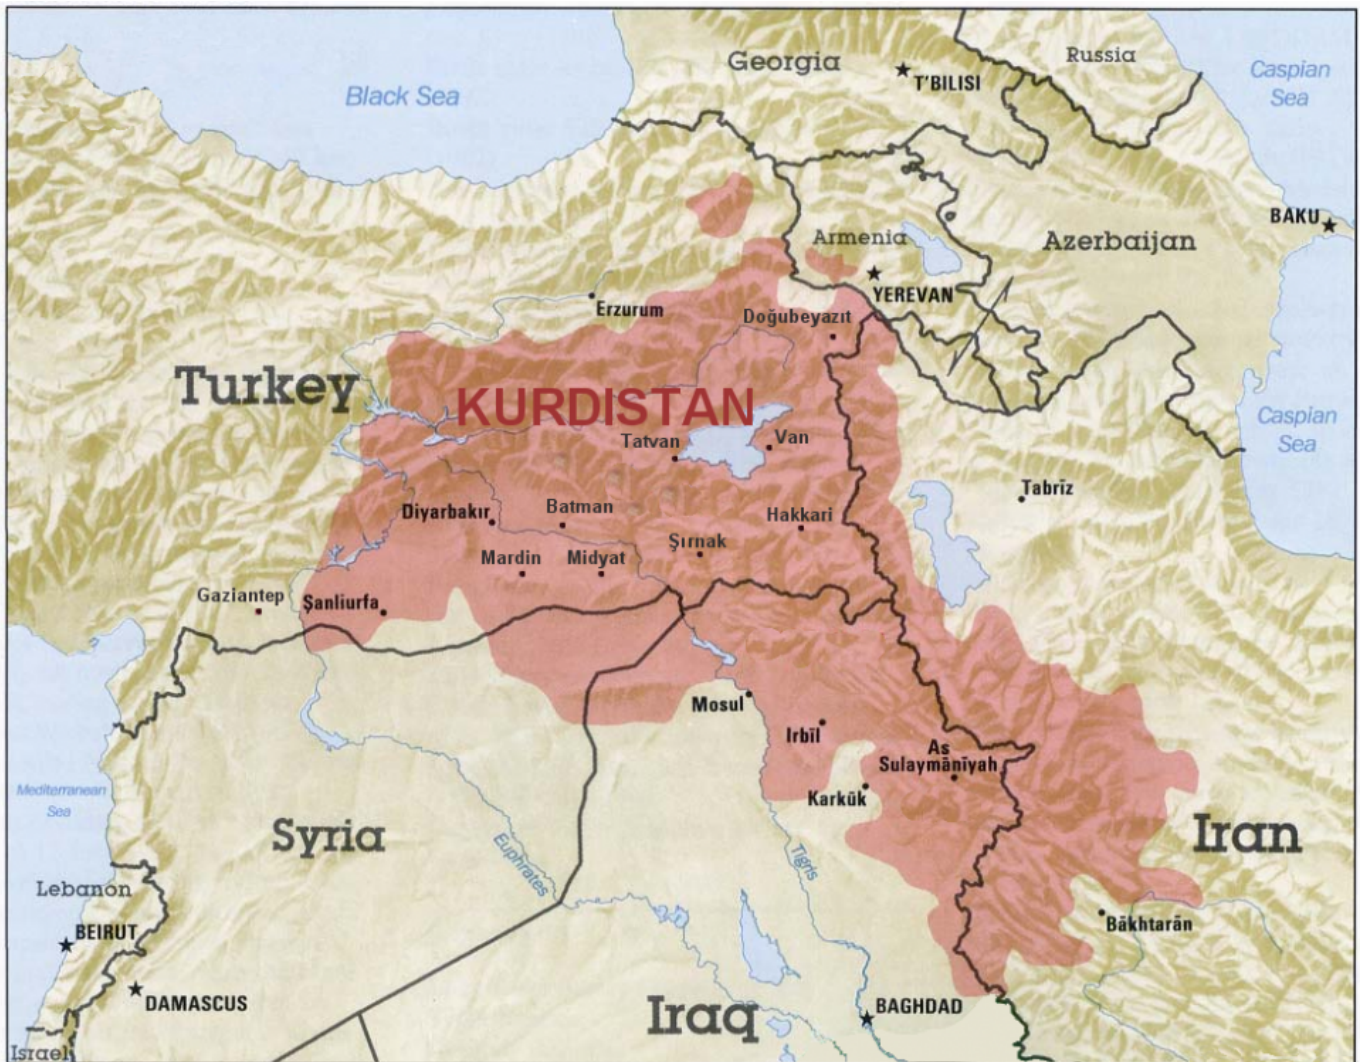 Georgia
Russia
T'BILISI
Caspian
Sea
Black Sea
BAKU
Armenia
Azerbaijan
YEREVAN
Erzurum
Doğubeyazıt
Turkey
KURDISTAN
Caspian
Sea
Tatvan
Van
Tabrīz
Diyarbakır
Batman
Hakkari
Şırnak
Mardin
Midyat
Gaziantep
Şanliurfa
Mosul
Irbīl
As
Sulaymānīyah
Karkūk
Mediterranean
Sea
Syria
Euphrates
Tigris
Iran
Lebanon
BEIRUT
Bākhtarān
DAMASCUS
Iraq
BAGHDAD
Israel